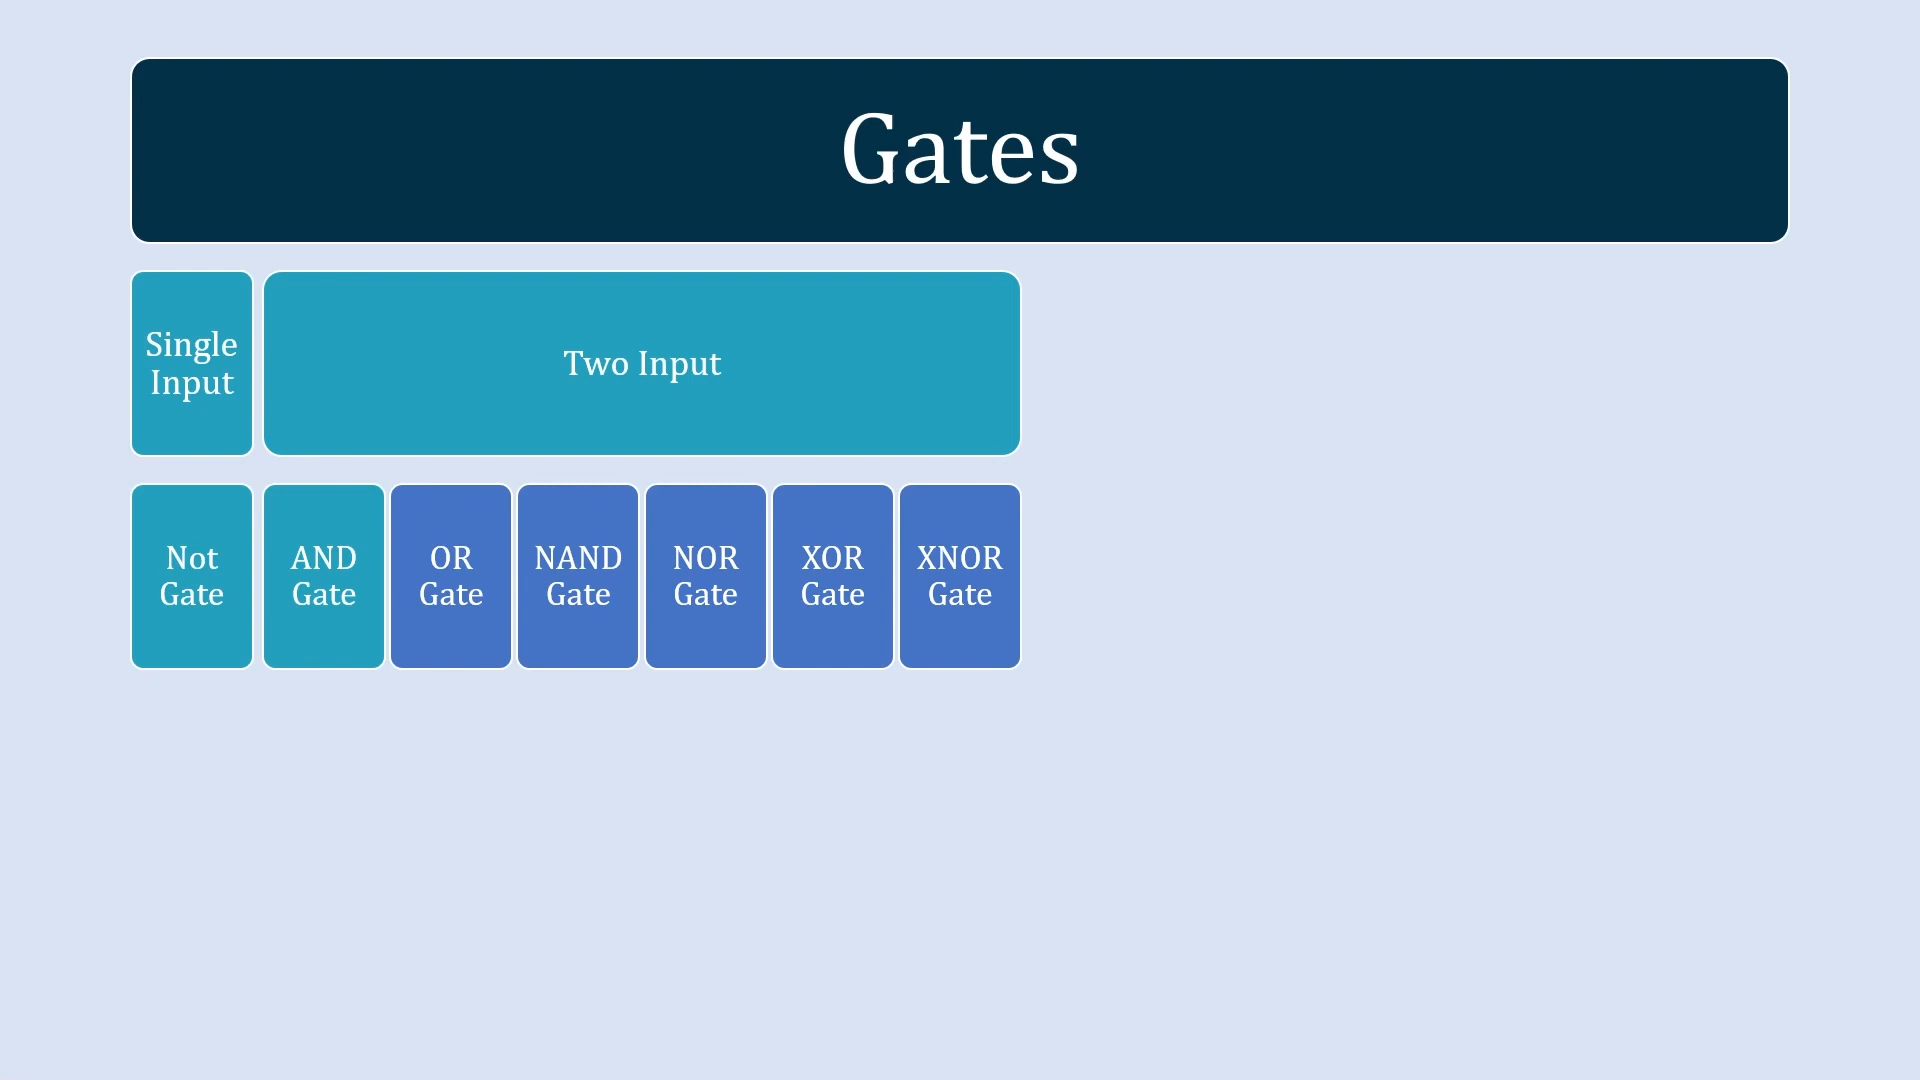 Gates
Single
Input
Two Input
Not
Gate
AND
Gate
OR
Gate
NAND
Gate
NOR
Gate
XOR
Gate
XNOR
Gate